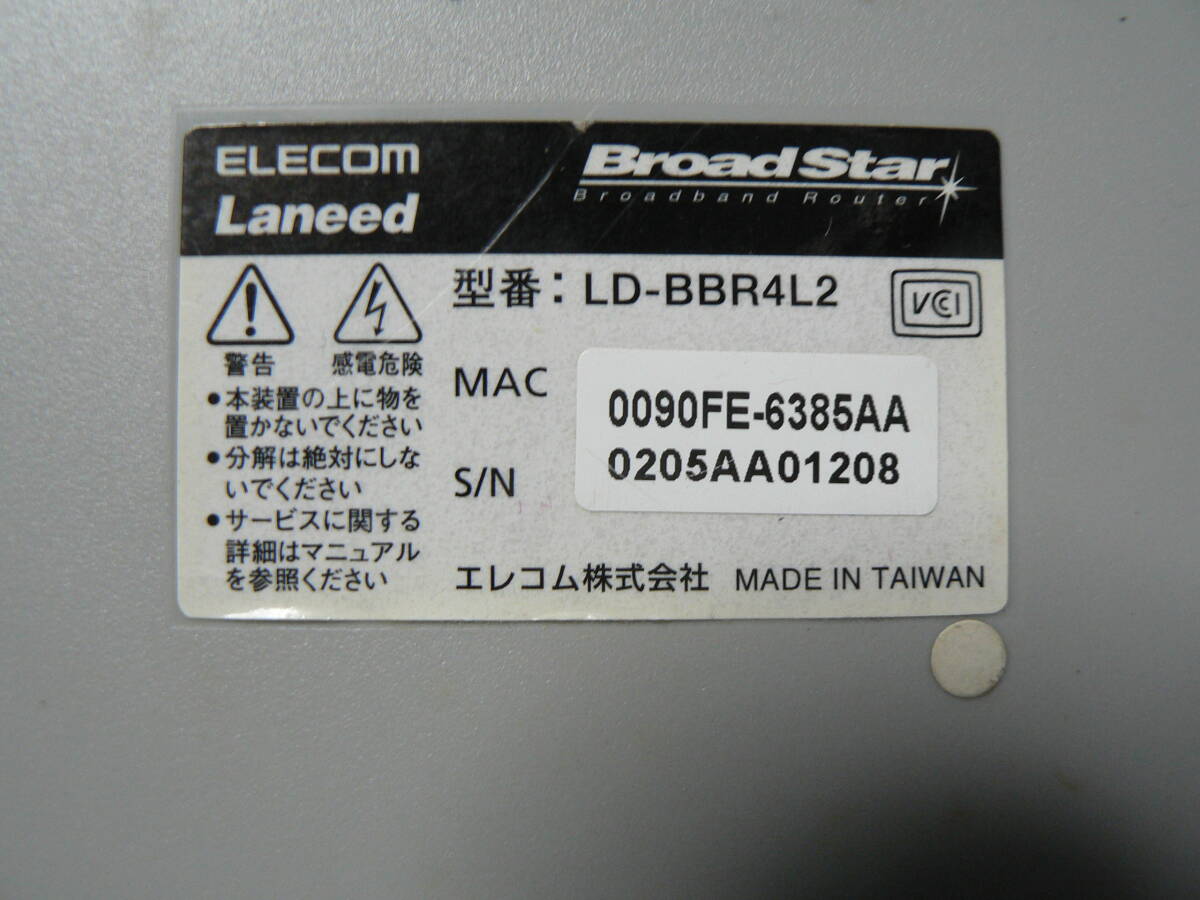 ELECOM
Laneed
BroadStar
Broadband Router
警告
感電危険
•本装置の上に物を
置かないでください
•分解は絶対にしな
いでください
•サービスに関する
詳細はマニュアル
を参照ください
型番：LD-BBR4L2
VCCI
MAC
0090FE-6385AA
S/N
0205AA01208
エレコム株式会社 MADE IN TAIWAN